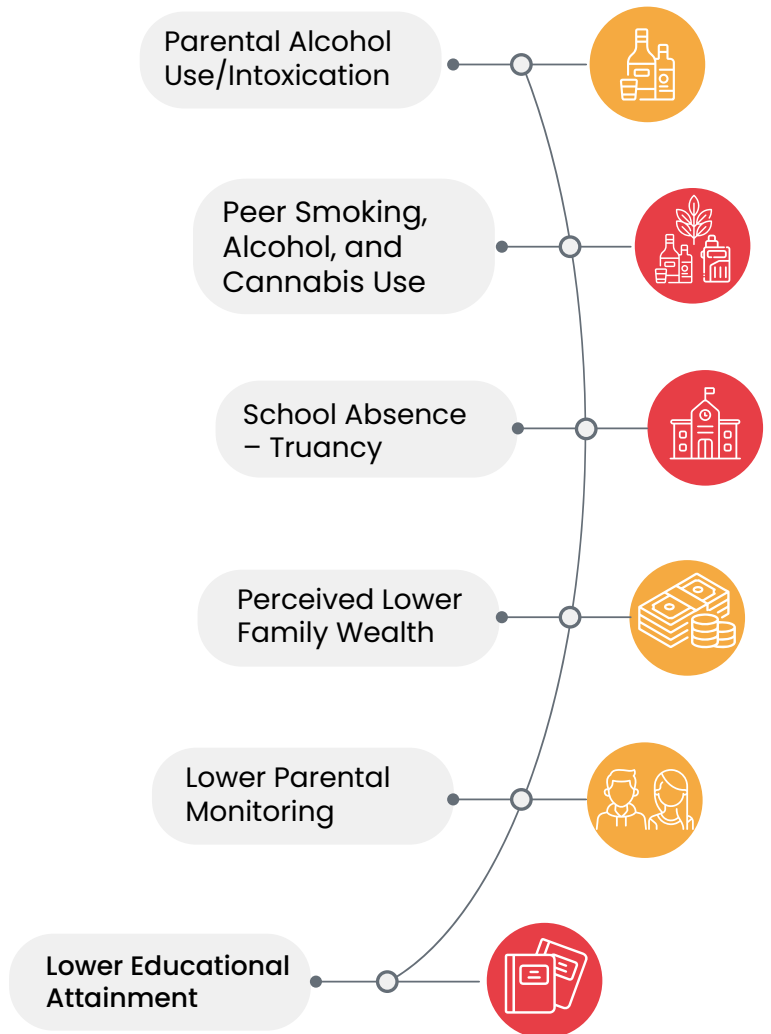 Parental Alcohol
Use/Intoxication
Peer Smoking,
Alcohol, and
Cannabis Use
School Absence
– Truancy
Perceived Lower
Family Wealth
Lower Parental
Monitoring
Lower Educational
Attainment